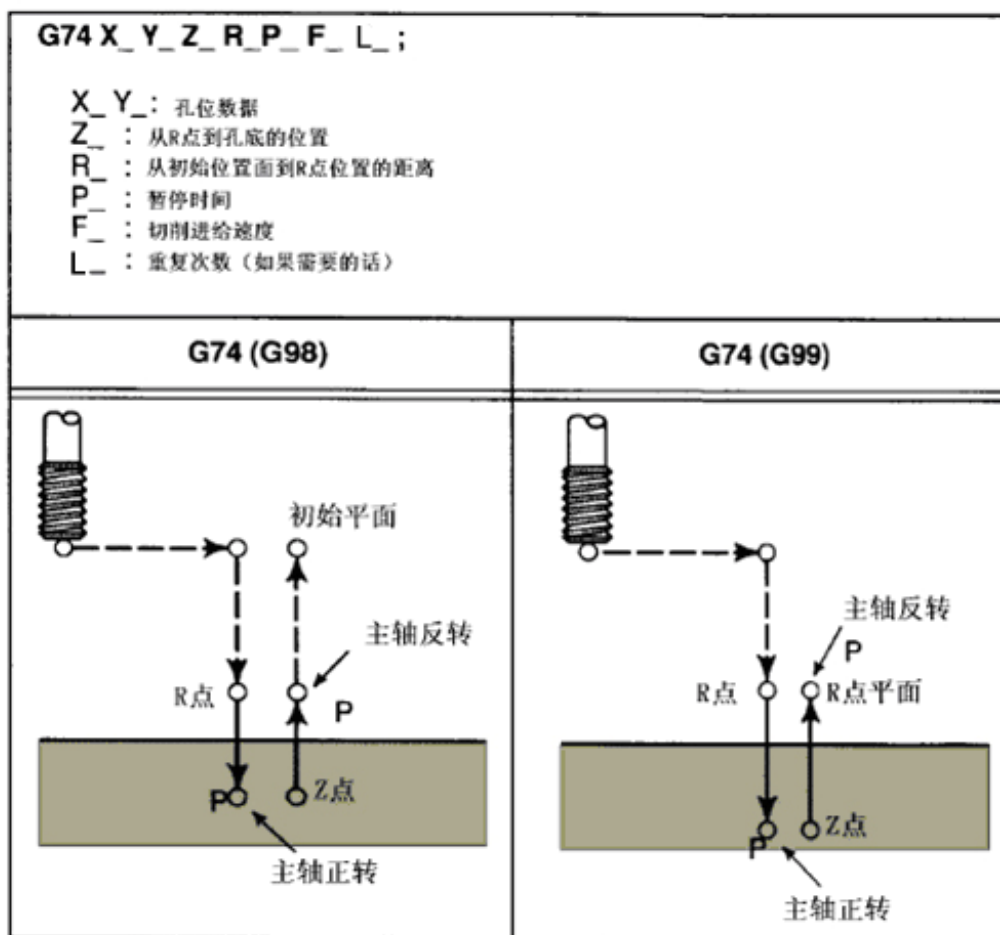 G74 X_ Y_ Z_ R_P_ F_ L_ ;
X_ Y_ : 孔位数据
Z_ : 从R点到孔底的位置
R_ : 从初始位置面到R点位置的距离
P_ : 暂停时间
F_ : 切削进给速度
L_ : 重复次数（如果需要的话）
G74 (G98)
G74 (G99)
初始平面
主轴反转
R点
P
P
Z点
主轴正转
主轴反转
P
R点
R点平面
P
Z点
主轴正转